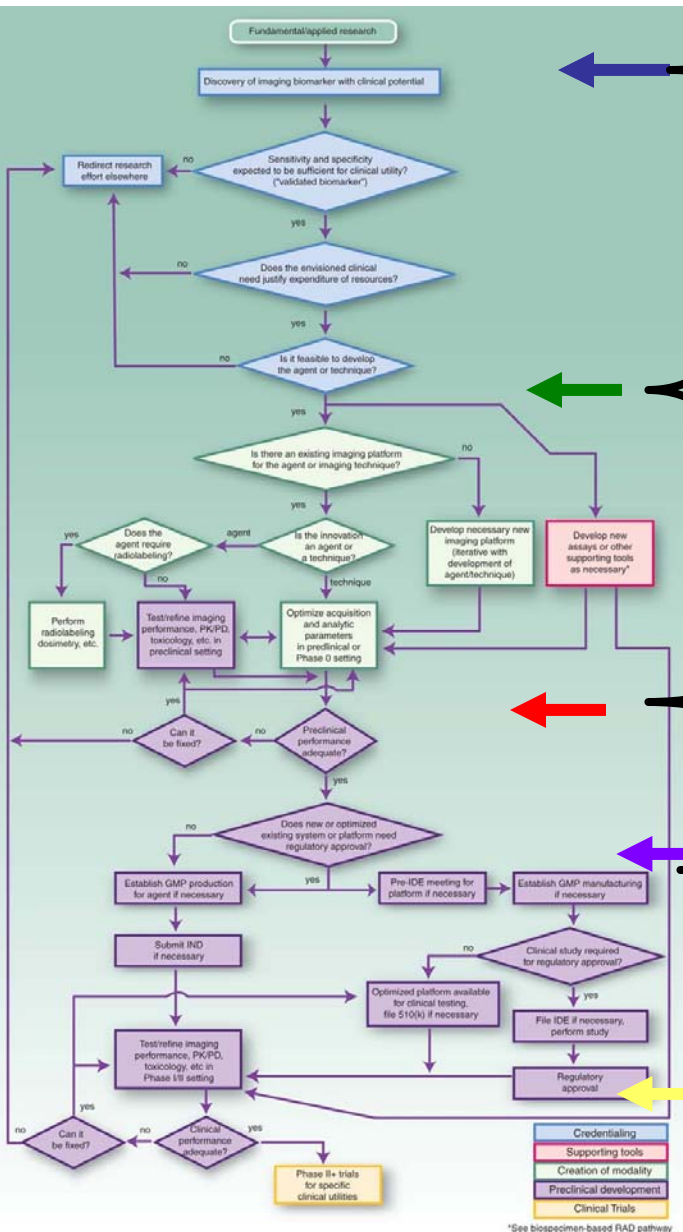 Fundamental/applied research
Discovery of imaging biomarker with clinical potential
Sensitivity and specificity
expected to be sufficient for clinical utility?
("validated biomarker")
no
Redirect research
effort elsewhere
yes
Does the envisioned clinical
need justify expenditure of resources?
no
yes
Is it feasible to develop
the agent or technique?
no
yes
Is there an existing imaging platform
for the agent or imaging technique?
no
yes
Does the
agent require
radiolabeling?
yes
agent
Is the innovation
an agent or
a technique?
Develop necessary new
imaging platform
(iterative with
development of
agent/technique)
Develop new
assays or other
supporting tools
as necessary*
no
technique
Perform
radiolabeling
dosimetry, etc.
Test/refine imaging
performance, PK/PD,
toxicology, etc. in
preclinical setting
Optimize acquisition
and analytic
parameters
in predlinical or
Phase 0 setting
yes
no
Can it
be fixed?
no
Preclinical
performance
adequate?
yes
Does new or optimized
existing system or platform need
regulatory approval?
no
yes
Establish GMP production
for agent if necessary
Pre-IDE meeting for
platform if necessary
Establish GMP manufacturing
if necessary
Submit IND
if necessary
Clinical study required
for regulatory approval?
no
yes
Optimized platform available
for clinical testing,
file 510(k) if necessary
File IDE if necessary,
perform study
Test/refine imaging
performance, PK/PD,
toxicology, etc in
Phase I/II setting
Regulatory
approval
yes
no
Can it
be fixed?
no
Clinical
performance
adequate?
yes
Phase II+ trials
for specific
clinical utilities
Credentialing
Supporting tools
Creation of modality
Preclinical development
Clinical Trials
*See biospecimen-based RAD pathway